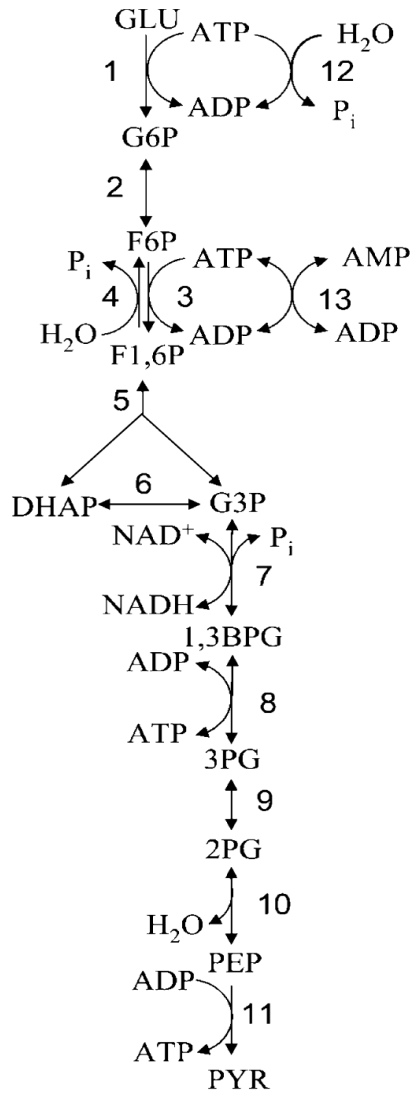 GLU ATP H₂O
1 12
ADP Pᵢ
G6P
2
F6P
Pᵢ ATP AMP
4 3 13
H₂O ADP ADP
F1,6P
5
6
DHAP G3P
NAD⁺ Pᵢ
7
NADH
1,3BPG
ADP
8
ATP
3PG
9
2PG
10
H₂O
PEP
ADP
11
ATP
PYR